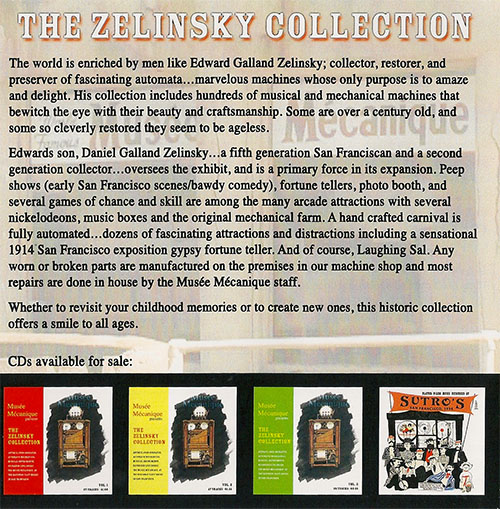 THE ZELINSKY COLLECTION
The world is enriched by men like Edward Galland Zelinsky; collector, restorer, and
preserver of fascinating automata...marvelous machines whose only purpose is to amaze
and delight. His collection includes hundreds of musical and mechanical machines that
bewitch the eye with their beauty and craftsmanship. Some are over a century old, and
some so cleverly restored they seem to be ageless.
Edwards son, Daniel Galland Zelinsky...a fifth generation San Franciscan and a second
generation collector...oversees the exhibit, and is a primary force in its expansion. Peep
shows (early San Francisco scenes/bawdy comedy), fortune tellers, photo booth, and
several games of chance and skill are among the many arcade attractions with several
nickelodeons, music boxes and the original mechanical farm. A hand crafted carnival is
fully automated...dozens of fascinating attractions and distractions including a sensational
1914 San Francisco exposition gypsy fortune teller. And of course, Laughing Sal. Any
worn or broken parts are manufactured on the premises in our machine shop and most
repairs are done in house by the Musée Mécanique staff.
Whether to revisit your childhood memories or to create new ones, this historic collection
offers a smile to all ages.
Musée
Mécanique
CDs available for sale:
Musée
Mécanique
THE
ZELINSKY
COLLECTION
VOL. 1
Musée
Mécanique
THE
ZELINSKY
COLLECTION
VOL. 2
Musée
Mécanique
THE
ZELINSKY
COLLECTION
SUTRO'S